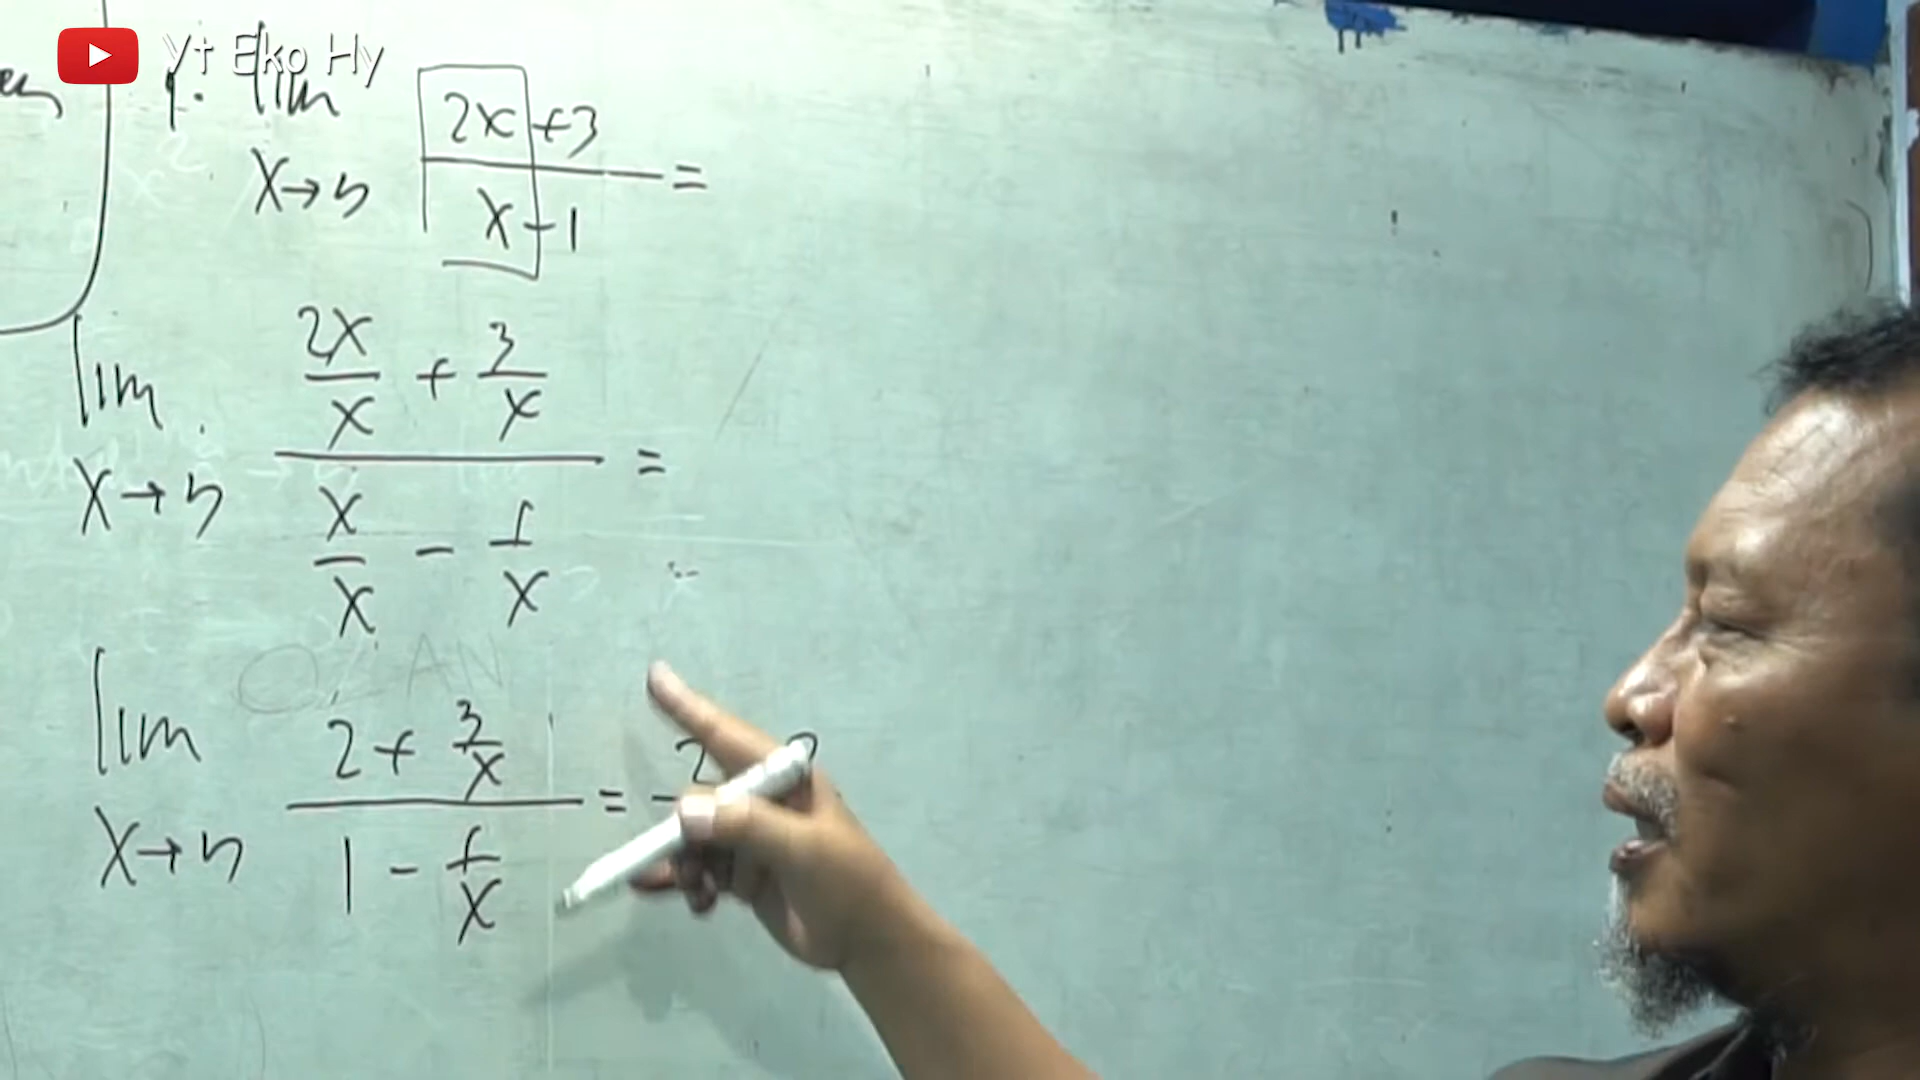 Yt Eko Hy
1. lim 2x + 3
x→5 x - 1 =
lim 2x/x + 3/x
x→5 x/x - 1/x =
lim 2 + 3/x
x→5 1 - 1/x = 2